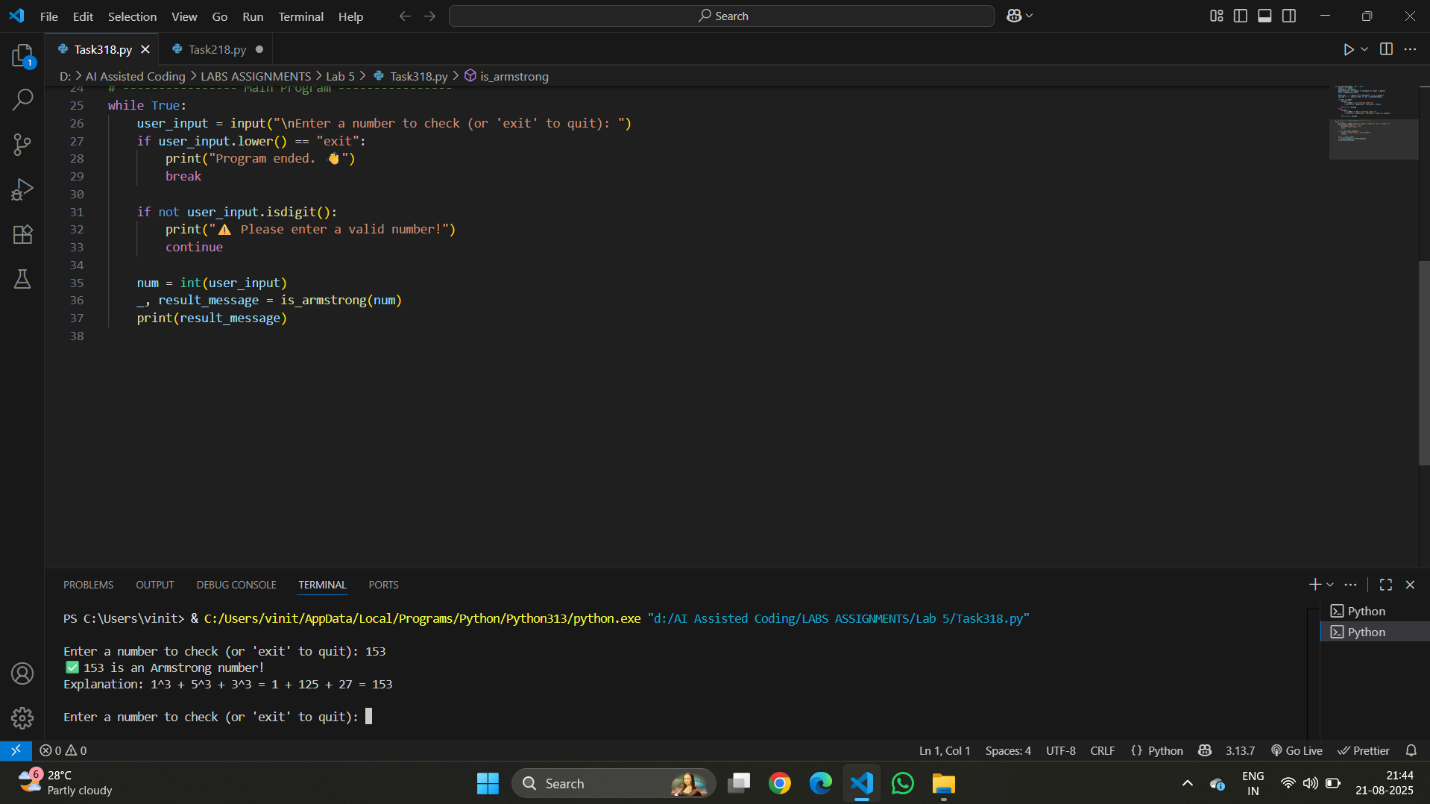 File Edit Selection View Go Run Terminal Help
Search
Task318.py
Task218.py
D: > AI Assisted Coding > LABS ASSIGNMENTS > Lab 5 > Task318.py > is_armstrong
24 # ---------------- Main Program ----------------
25 while True:
26 user_input = input("\nEnter a number to check (or 'exit' to quit): ")
27 if user_input.lower() == "exit":
28 print("Program ended. 👋")
29 break
30
31 if not user_input.isdigit():
32 print("⚠️ Please enter a valid number!")
33 continue
34
35 num = int(user_input)
36 _, result_message = is_armstrong(num)
37 print(result_message)
38
1
PROBLEMS OUTPUT DEBUG CONSOLE TERMINAL PORTS
PS C:\Users\vinit> & C:/Users/vinit/AppData/Local/Programs/Python/Python313/python.exe "d:/AI Assisted Coding/LABS ASSIGNMENTS/Lab 5/Task318.py"
Enter a number to check (or 'exit' to quit): 153
✅ 153 is an Armstrong number!
Explanation: 1^3 + 5^3 + 3^3 = 1 + 125 + 27 = 153
Enter a number to check (or 'exit' to quit):
Python
Python
0 0
Ln 1, Col 1 Spaces: 4 UTF-8 CRLF {} Python 3.13.7 Go Live Prettier
6
28°C
Partly cloudy
Search
ENG
IN
21:44
21-08-2025